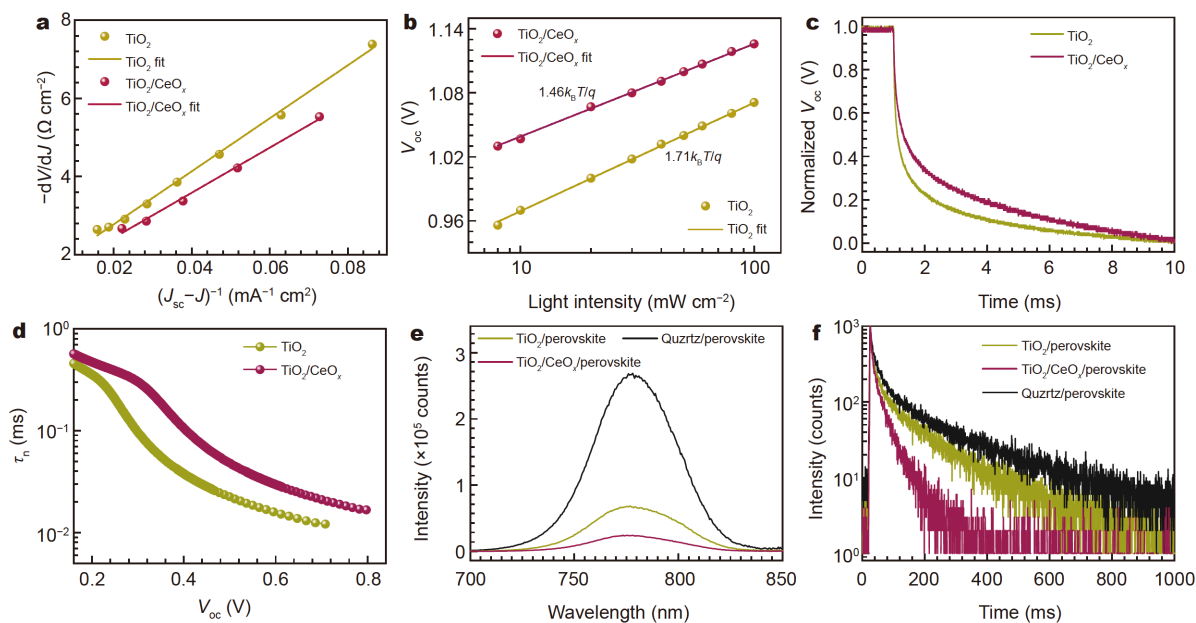 a
TiO2
TiO2 fit
TiO2/CeOx
TiO2/CeOx fit
−dV/dJ (Ω cm−2)
8
6
4
2
0.02 0.04 0.06 0.08
(Jsc−J)−1 (mA−1 cm2)
b
TiO2/CeOx
TiO2/CeOx fit
1.46kBT/q
1.71kBT/q
TiO2
TiO2 fit
Voc (V)
1.14
1.08
1.02
0.96
10 100
Light intensity (mW cm−2)
c
TiO2
TiO2/CeOx
Normalized Voc (V)
1.0
0.8
0.6
0.4
0.2
0.0
0 2 4 6 8 10
Time (ms)
d
TiO2
TiO2/CeOx
τn (ms)
100
10−1
10−2
0.2 0.4 0.6 0.8
Voc (V)
e
TiO2/perovskite Quzrtz/perovskite
TiO2/CeOx/perovskite
Intensity (×105 counts)
3
2
1
0
700 750 800 850
Wavelength (nm)
f
TiO2/perovskite
TiO2/CeOx/perovskite
Quzrtz/perovskite
Intensity (counts)
103
102
101
100
0 200 400 600 800 1000
Time (ms)